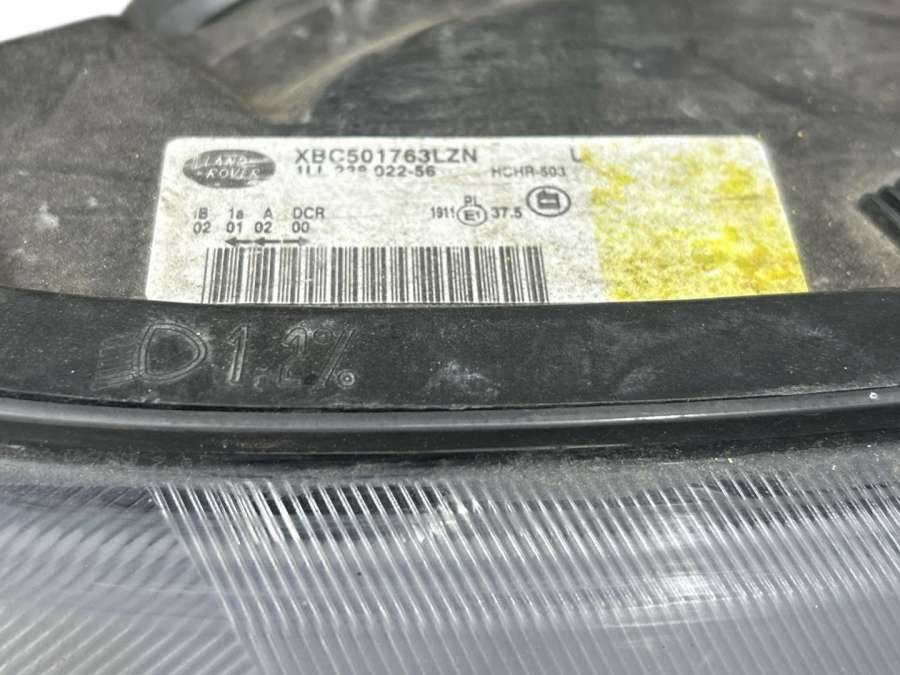 LAND
ROVER
XBC501763LZN
1LL 238 022-56
HCHR-503
IB 1a A DCR
02 01 02 00
PL
1911 E1 37.5
1.2%